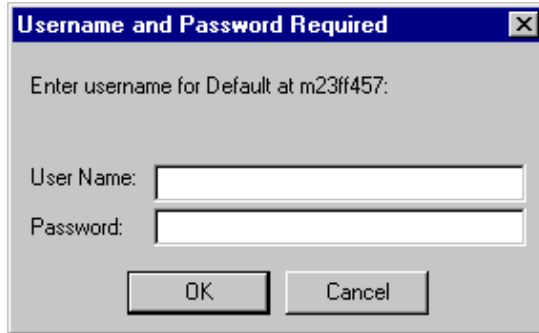 Username and Password Required
Enter username for Default at m23ff457:
User Name:
Password:
OK Cancel